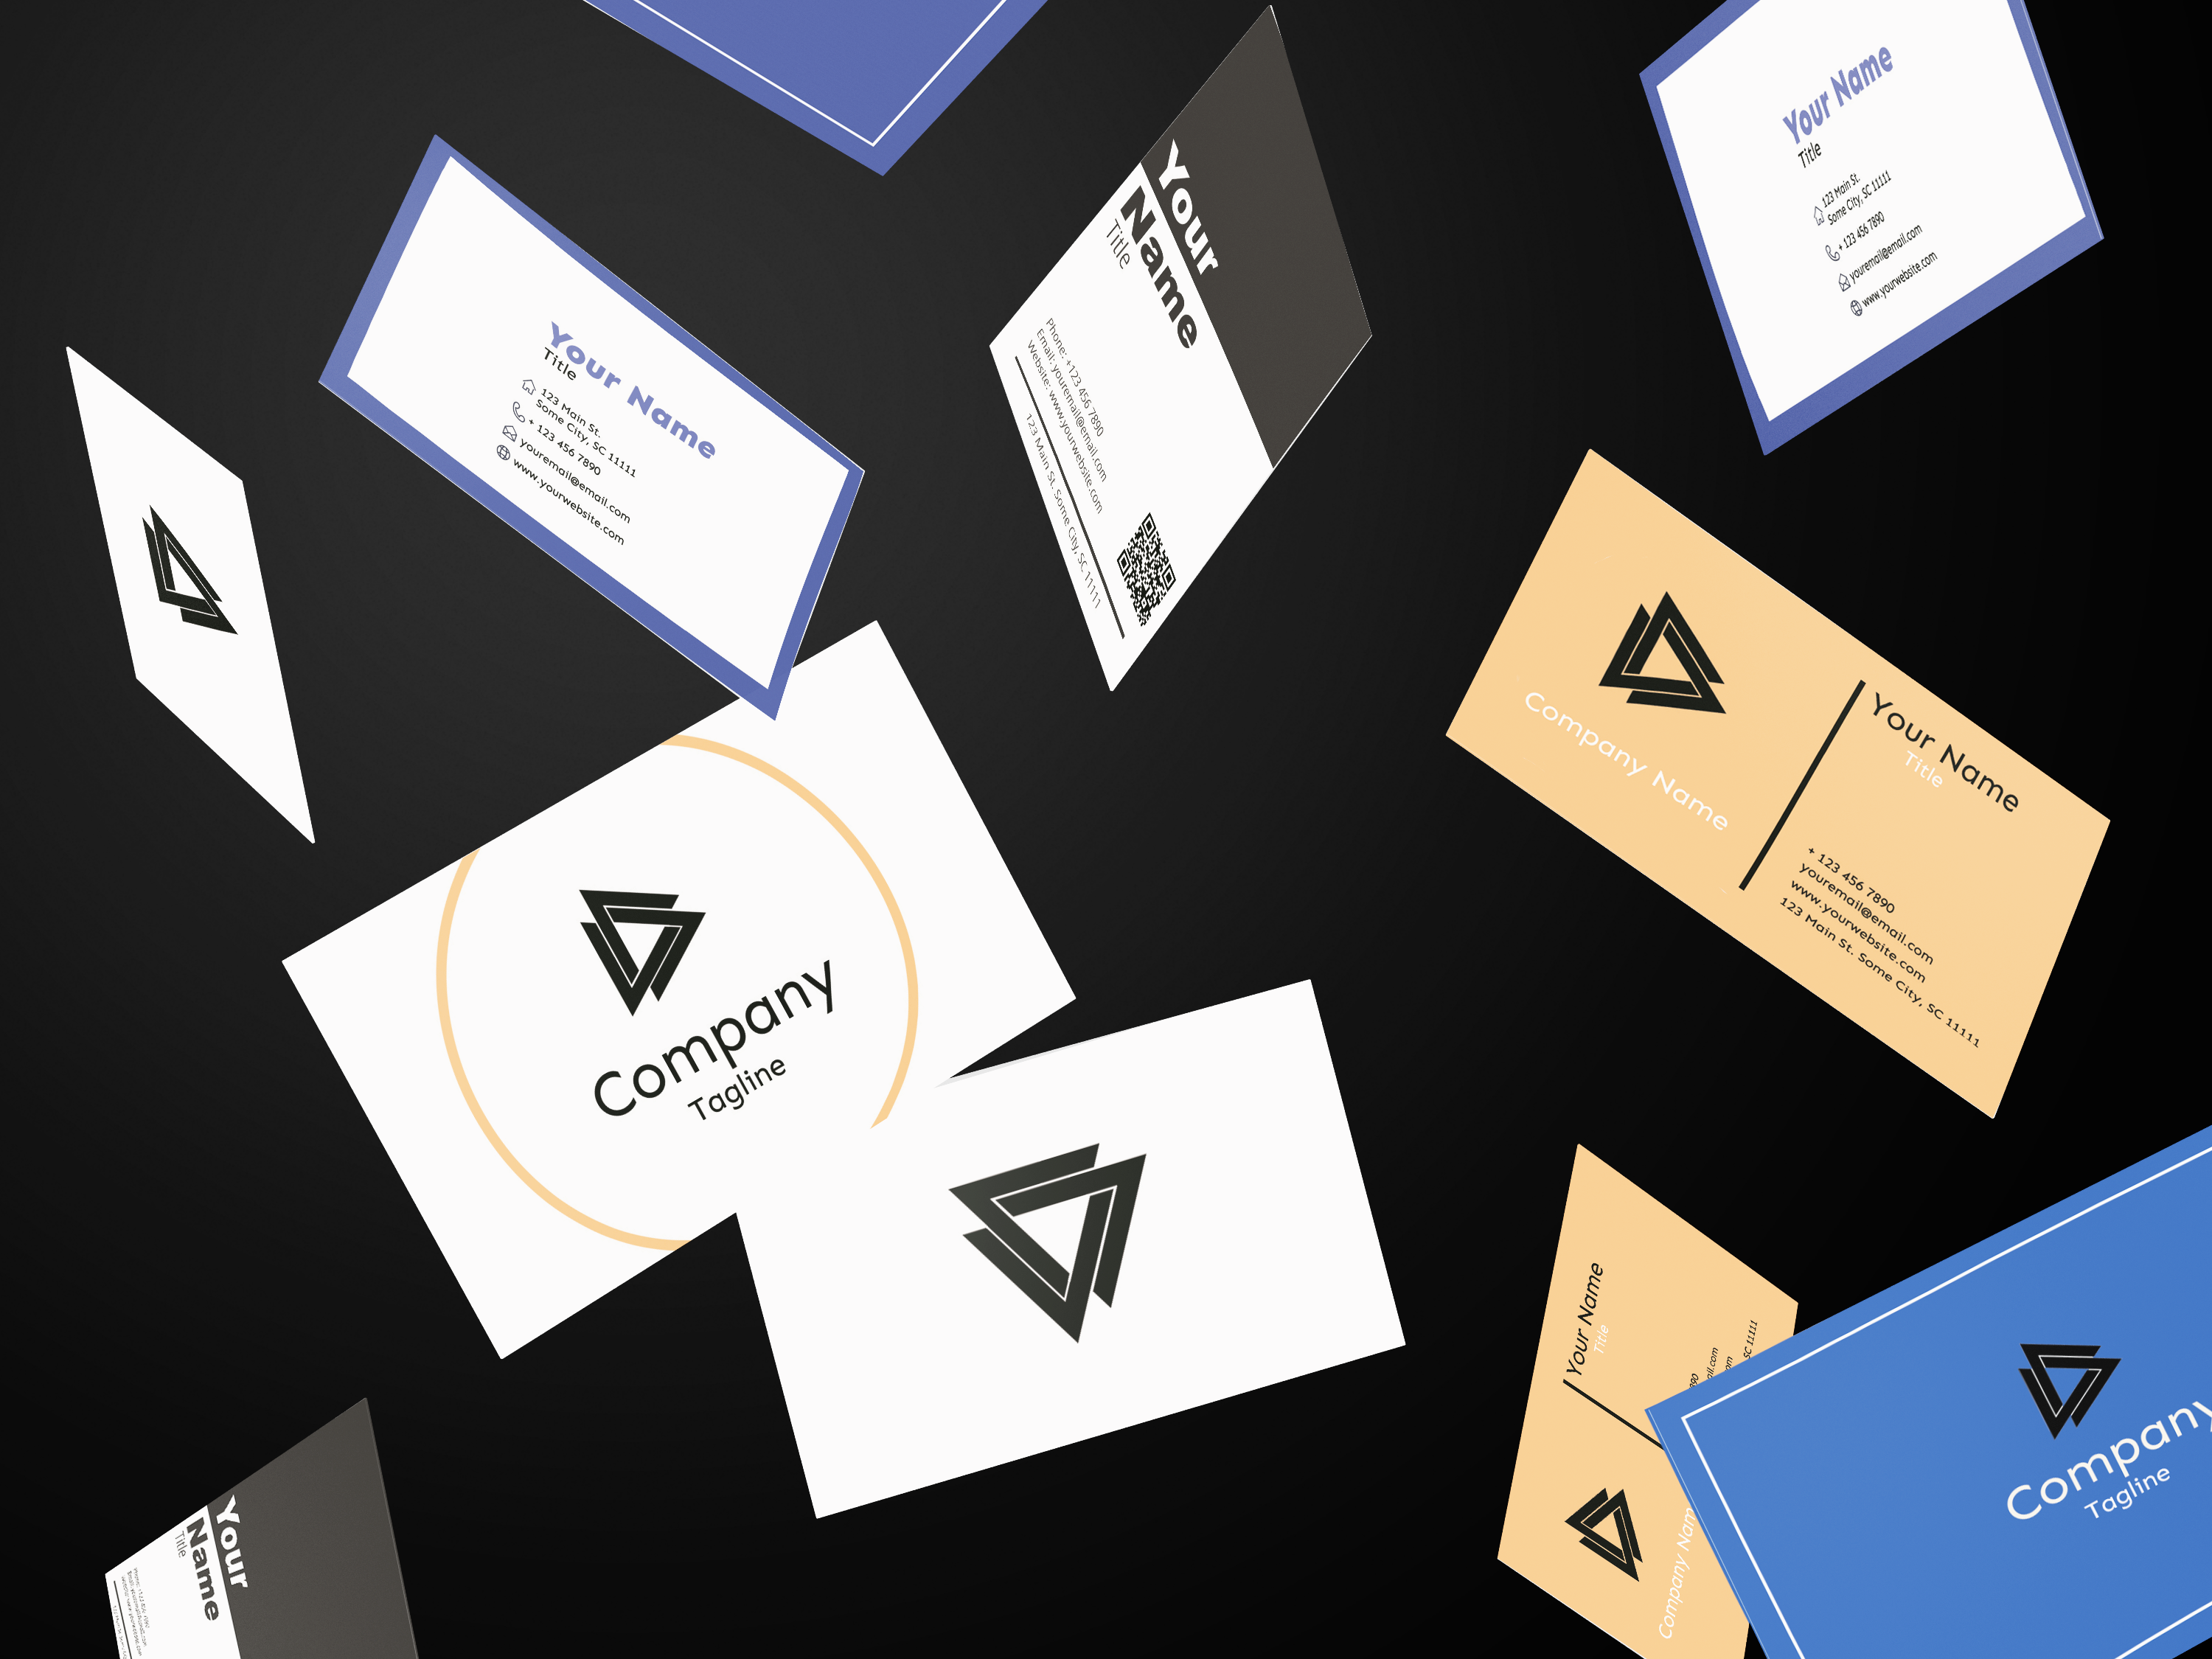 Your Name
Title
123 Main St.
Some City, SC 11111
+ 123 456 7890
youremail@email.com
www.yourwebsite.com
Your
Name
Title
Phone: +123 456 7890
Email: youremail@email.com
Website: www.yourwebsite.com
123 Main St. Some City, SC 11111
Your Name
Title
123 Main St.
Some City, SC 11111
+ 123 456 7890
youremail@email.com
www.yourwebsite.com
Company Name
Your Name
Title
+ 123 456 7890
youremail@email.com
www.yourwebsite.com
123 Main St. Some City, SC 11111
Company
Tagline
Your Name
Title
SC 11111
Company Nam
Company
Tagline
Your
Name
Title